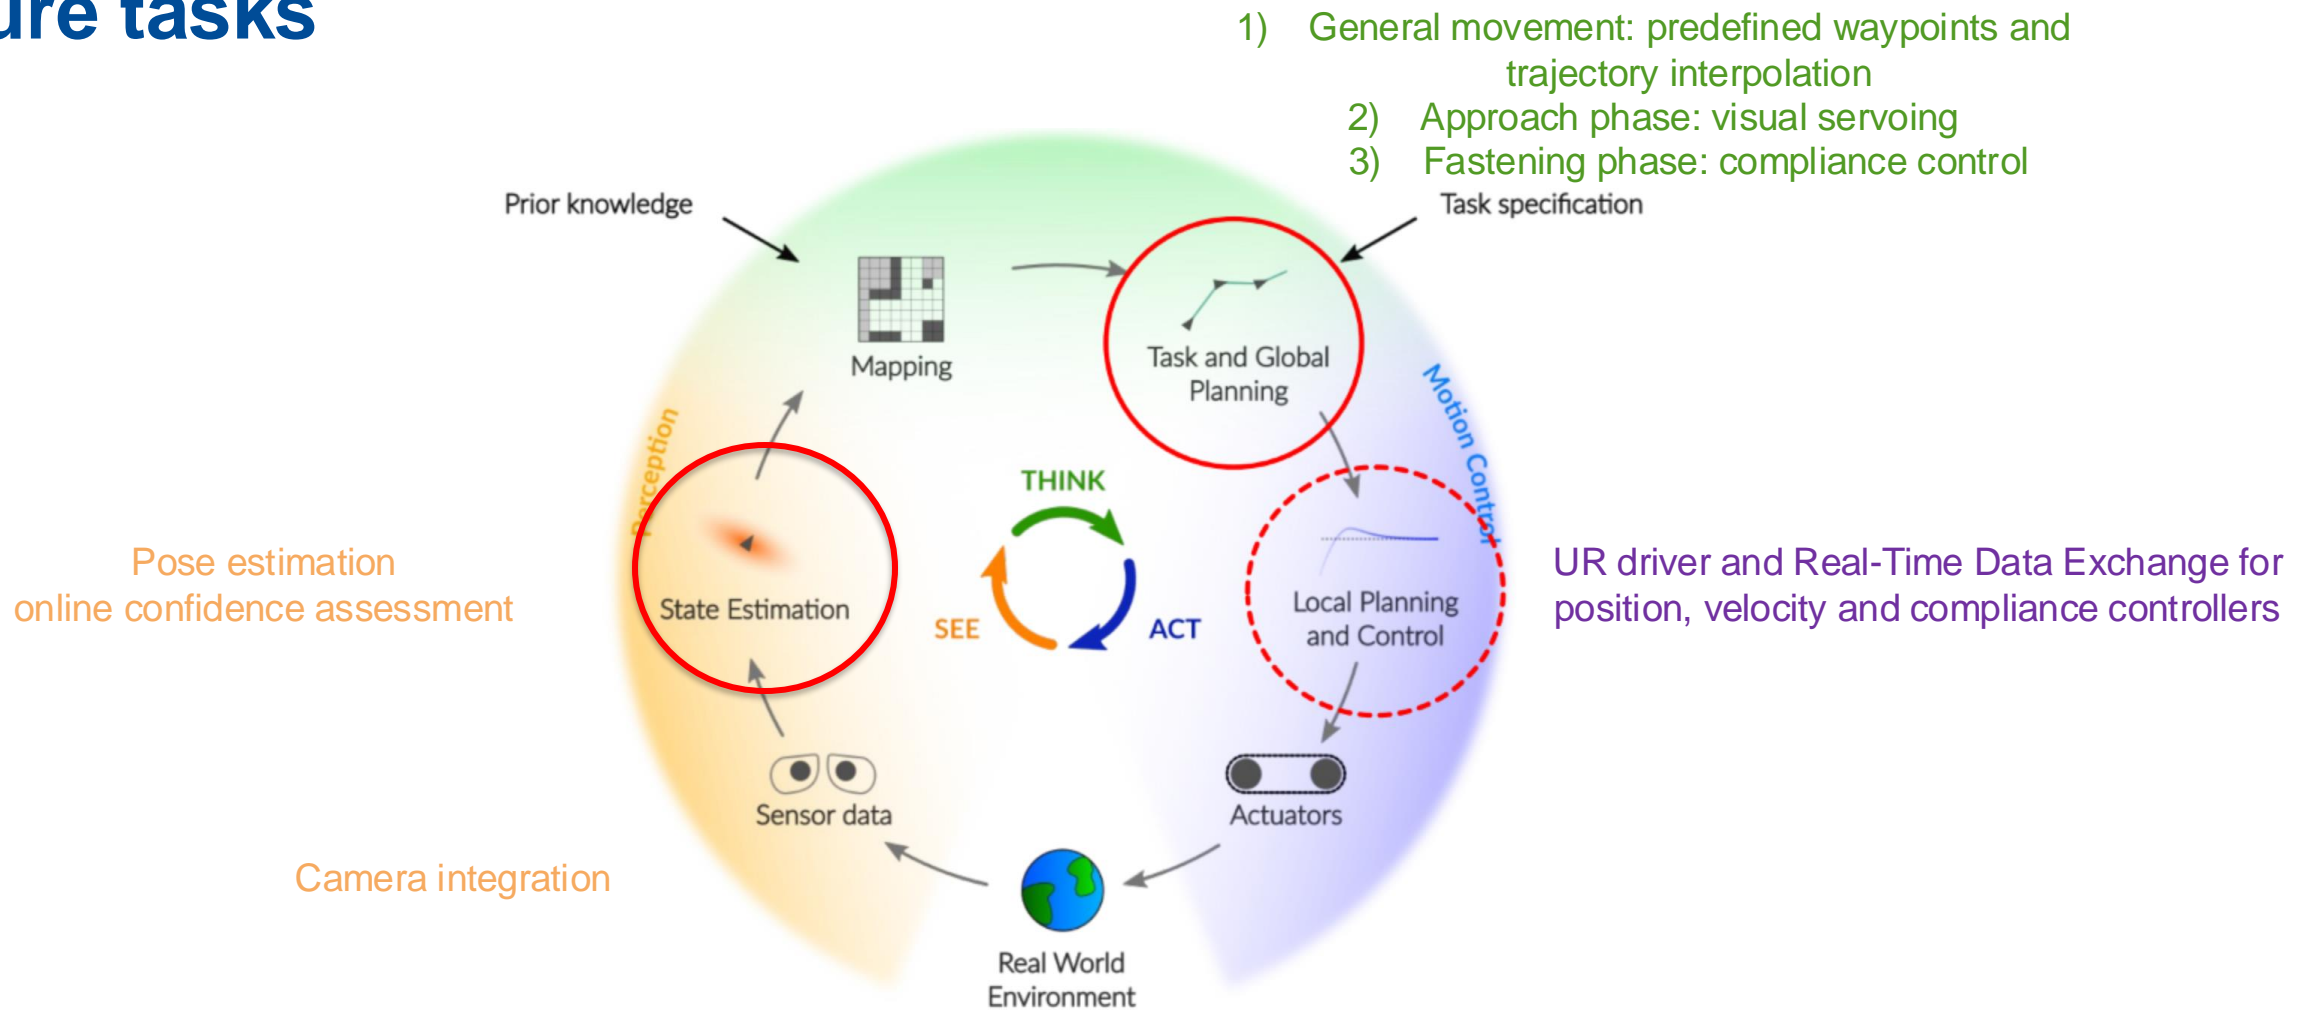 ure tasks
1) General movement: predefined waypoints and
trajectory interpolation
2) Approach phase: visual servoing
3) Fastening phase: compliance control
Prior knowledge
Task specification
Mapping
Task and Global
Planning
Perception
Motion Control
THINK
SEE
ACT
State Estimation
Local Planning
and Control
Pose estimation
online confidence assessment
UR driver and Real-Time Data Exchange for
position, velocity and compliance controllers
Sensor data
Actuators
Camera integration
Real World
Environment